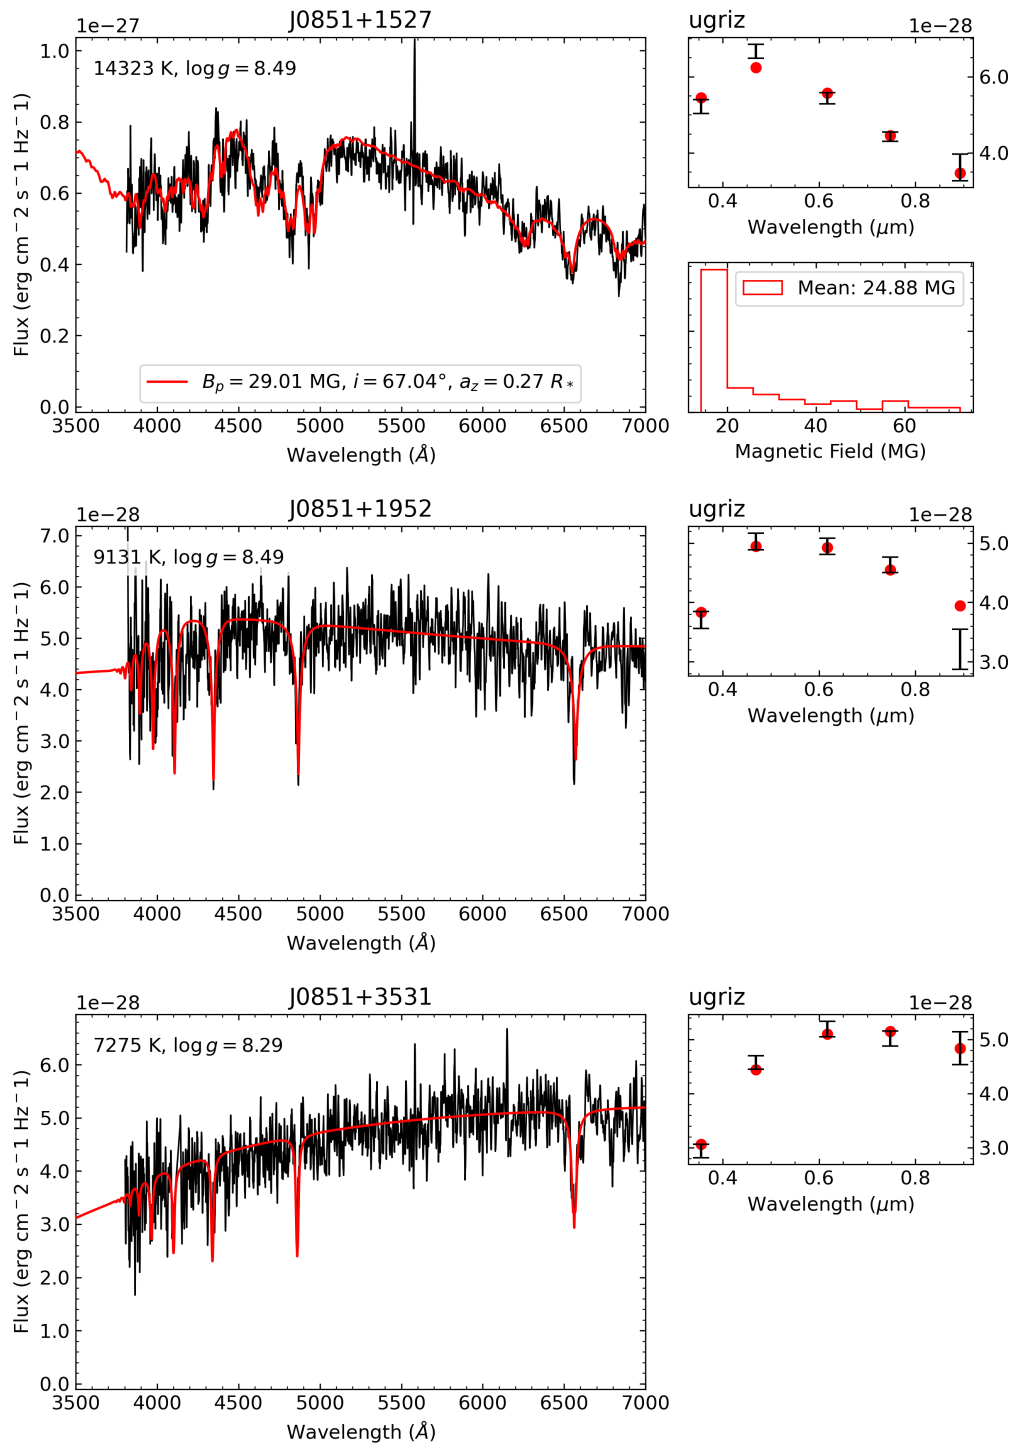 J0851+1527
1e−27
14323 K, log g = 8.49
1.0
0.8
0.6
0.4
0.2
0.0
Flux (erg cm−2 s−1 Hz−1)
B_p = 29.01 MG, i = 67.04°, a_z = 0.27 R_*
3500 4000 4500 5000 5500 6000 6500 7000
Wavelength (Å)
ugriz
1e−28
6.0
4.0
0.4 0.6 0.8
Wavelength (μm)
Mean: 24.88 MG
20 40 60
Magnetic Field (MG)
J0851+1952
1e−28
9131 K, log g = 8.49
7.0
6.0
5.0
4.0
3.0
2.0
1.0
0.0
Flux (erg cm−2 s−1 Hz−1)
3500 4000 4500 5000 5500 6000 6500 7000
Wavelength (Å)
ugriz
1e−28
5.0
4.0
3.0
0.4 0.6 0.8
Wavelength (μm)
J0851+3531
1e−28
7275 K, log g = 8.29
6.0
5.0
4.0
3.0
2.0
1.0
0.0
Flux (erg cm−2 s−1 Hz−1)
3500 4000 4500 5000 5500 6000 6500 7000
Wavelength (Å)
ugriz
1e−28
5.0
4.0
3.0
0.4 0.6 0.8
Wavelength (μm)